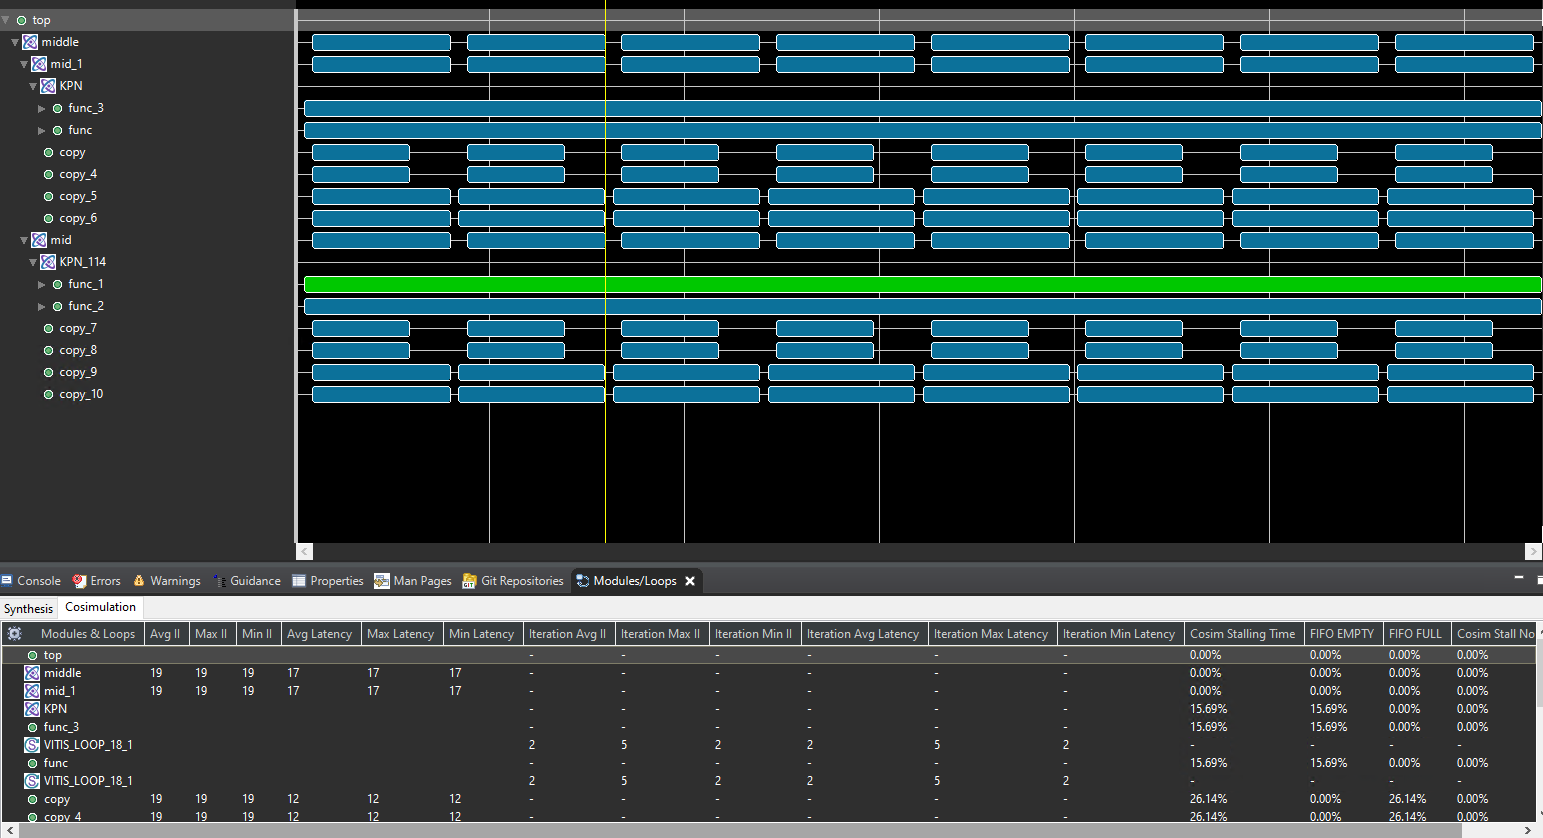 top
middle
mid_1
KPN
func_3
func
copy
copy_4
copy_5
copy_6
mid
KPN_114
func_1
func_2
copy_7
copy_8
copy_9
copy_10
Console Errors Warnings Guidance Properties Man Pages Git Repositories Modules/Loops
Synthesis Cosimulation
Modules & Loops Avg II Max II Min II Avg Latency Max Latency Min Latency Iteration Avg II Iteration Max II Iteration Min II Iteration Avg Latency Iteration Max Latency Iteration Min Latency Cosim Stalling Time FIFO EMPTY FIFO FULL Cosim Stall No
top - - - - - - 0.00% 0.00% 0.00% 0.00%
middle 19 19 19 17 17 17 - - - - - - 0.00% 0.00% 0.00% 0.00%
mid_1 19 19 19 17 17 17 - - - - - - 0.00% 0.00% 0.00% 0.00%
KPN - - - - - - 15.69% 15.69% 0.00% 0.00%
func_3 - - - - - - 15.69% 15.69% 0.00% 0.00%
VITIS_LOOP_18_1 2 5 2 2 5 2 - - - -
func - - - - - - 15.69% 15.69% 0.00% 0.00%
VITIS_LOOP_18_1 2 5 2 2 5 2 - - - -
copy 19 19 19 12 12 12 - - - - - - 26.14% 0.00% 26.14% 0.00%
copy_4 19 19 19 12 12 12 - - - - - - 26.14% 0.00% 26.14% 0.00%